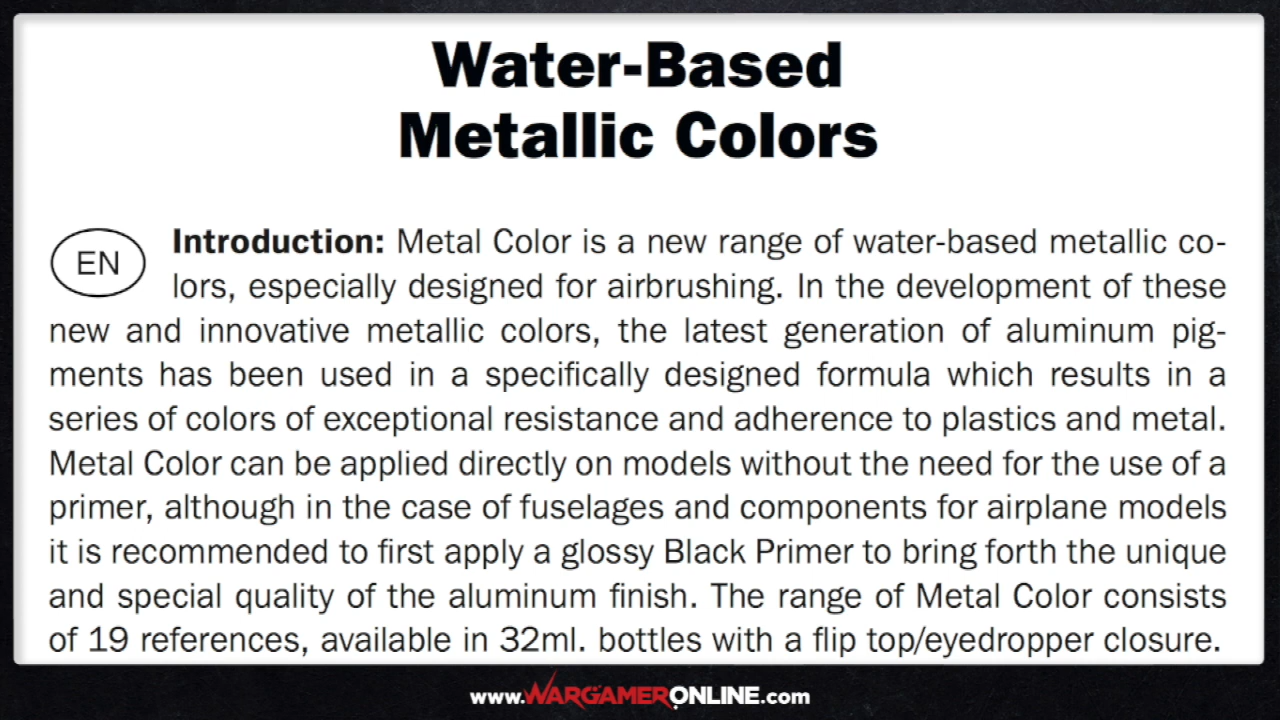 Water-Based
Metallic Colors
EN
Introduction: Metal Color is a new range of water-based metallic co-
lors, especially designed for airbrushing. In the development of these
new and innovative metallic colors, the latest generation of aluminum pig-
ments has been used in a specifically designed formula which results in a
series of colors of exceptional resistance and adherence to plastics and metal.
Metal Color can be applied directly on models without the need for the use of a
primer, although in the case of fuselages and components for airplane models
it is recommended to first apply a glossy Black Primer to bring forth the unique
and special quality of the aluminum finish. The range of Metal Color consists
of 19 references, available in 32ml. bottles with a flip top/eyedropper closure.
www.WARGAMERONLINE.com